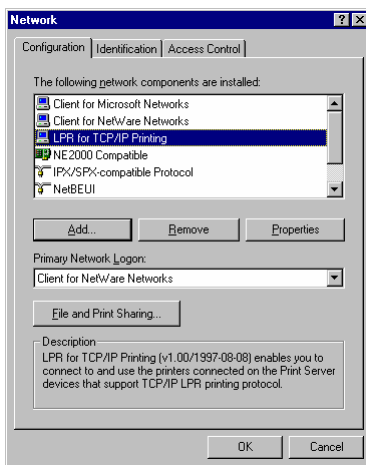 Network
Configuration Identification Access Control
The following network components are installed:
Client for Microsoft Networks
Client for NetWare Networks
LPR for TCP/IP Printing
NE2000 Compatible
IPX/SPX-compatible Protocol
NetBEUI
Add... Remove Properties
Primary Network Logon:
Client for NetWare Networks
File and Print Sharing...
Description
LPR for TCP/IP Printing (v1.00/1997-08-08) enables you to
connect to and use the printers connected on the Print Server
devices that support TCP/IP LPR printing protocol.
OK Cancel